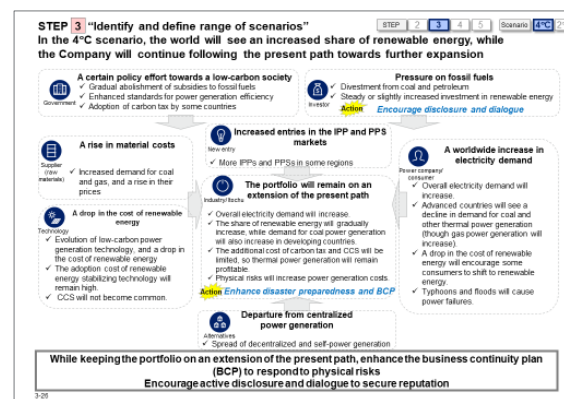 STEP 3 “Identify and define range of scenarios”
STEP 2 3 4 5 Scenario 4°C 2°
In the 4°C scenario, the world will see an increased share of renewable energy, while
the Company will continue following the present path towards further expansion
A certain policy effort towards a low-carbon society
✓ Gradual abolishment of subsidies to fossil fuels
✓ Enhanced standards for power generation efficiency
✓ Adoption of carbon tax by some countries
Government
Pressure on fossil fuels
✓ Divestment from coal and petroleum
✓ Steady or slightly increased investment in renewable energy
Investor
Action Encourage disclosure and dialogue
A rise in material costs
Supplier
(raw
materials)
✓ Increased demand for coal
and gas, and a rise in their
prices
Increased entries in the IPP and PPS
markets
New entry
✓ More IPPs and PPSs in some regions
A worldwide increase in
electricity demand
Power company/
consumer
✓ Overall electricity demand will
increase.
✓ Advanced countries will see a
decline in demand for coal and
other thermal power generation
(though gas power generation will
increase).
✓ A drop in the cost of renewable
energy will encourage some
consumers to shift to renewable
energy.
✓ Typhoons and floods will cause
power failures.
A drop in the cost of renewable
energy
Technology
✓ Evolution of low-carbon power
generation technology, and a drop in
the cost of renewable energy
✓ The adoption cost of renewable
energy stabilizing technology will
remain high.
✓ CCS will not become common.
The portfolio will remain on an
extension of the present path
Industry/Itochu
✓ Overall electricity demand will increase.
✓ The share of renewable energy will gradually
increase, while demand for coal power generation
will also increase in developing countries.
✓ The additional cost of carbon tax and CCS will be
limited, so thermal power generation will remain
profitable.
✓ Physical risks will increase power generation costs.
Action Enhance disaster preparedness and BCP
Departure from centralized
power generation
Alternatives
✓ Spread of decentralized and self-power generation
While keeping the portfolio on an extension of the present path, enhance the business continuity plan
(BCP) to respond to physical risks
Encourage active disclosure and dialogue to secure reputation
3-26